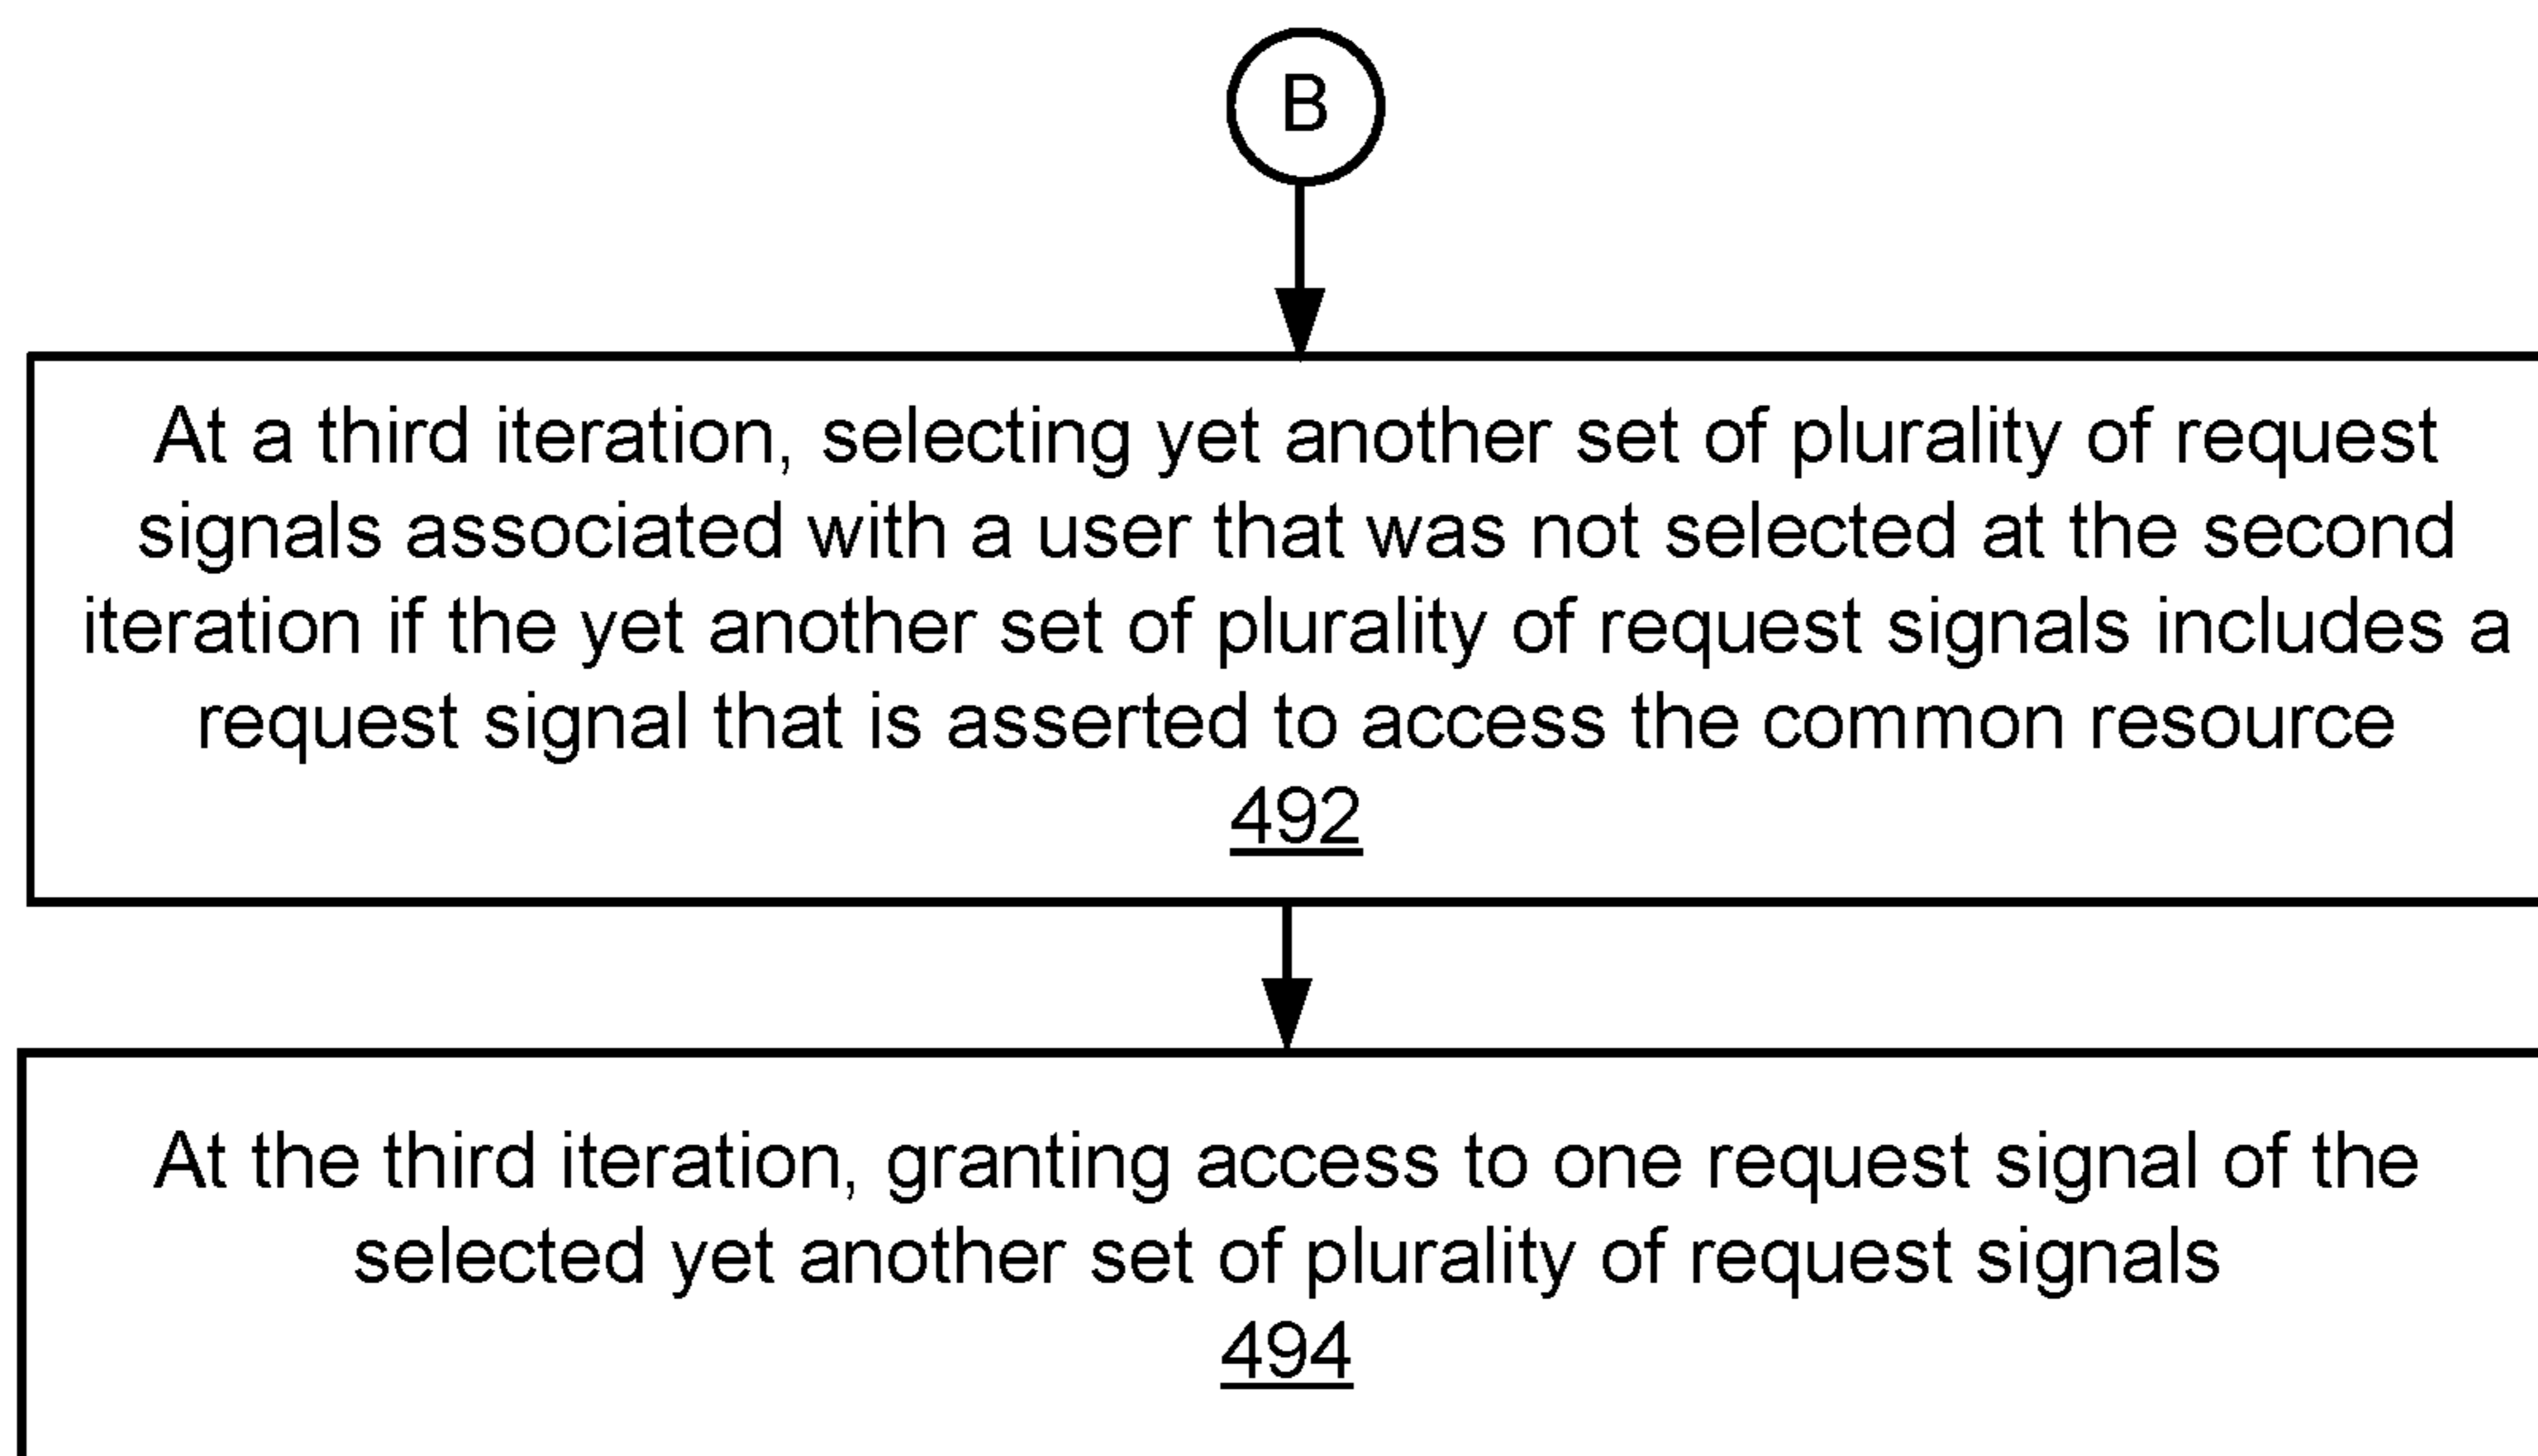 B
At a third iteration, selecting yet another set of plurality of request
signals associated with a user that was not selected at the second
iteration if the yet another set of plurality of request signals includes a
request signal that is asserted to access the common resource
492
At the third iteration, granting access to one request signal of the
selected yet another set of plurality of request signals
494